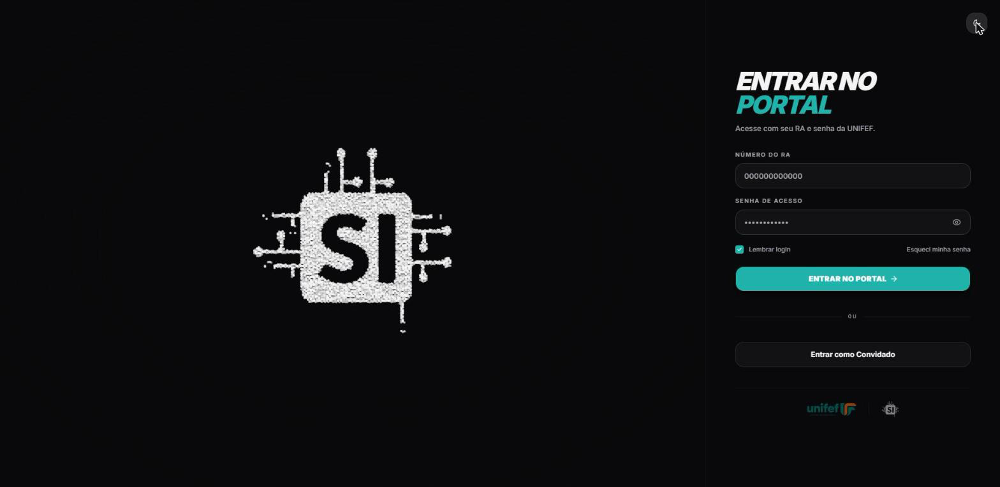 SI
ENTRAR NO
PORTAL
Acesse com seu RA e senha da UNIFEF.
NÚMERO DO RA
000000000000
SENHA DE ACESSO
••••••••••••
Lembrar login
Esqueci minha senha
ENTRAR NO PORTAL →
OU
Entrar como Convidado
unifef
SI